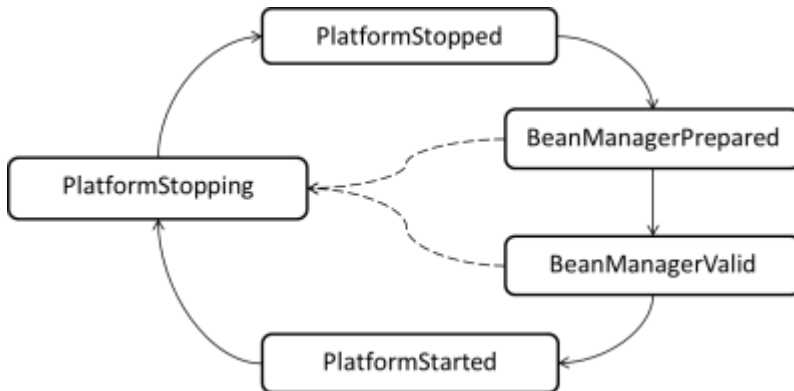 PlatformStopped
BeanManagerPrepared
PlatformStopping
BeanManagerValid
PlatformStarted